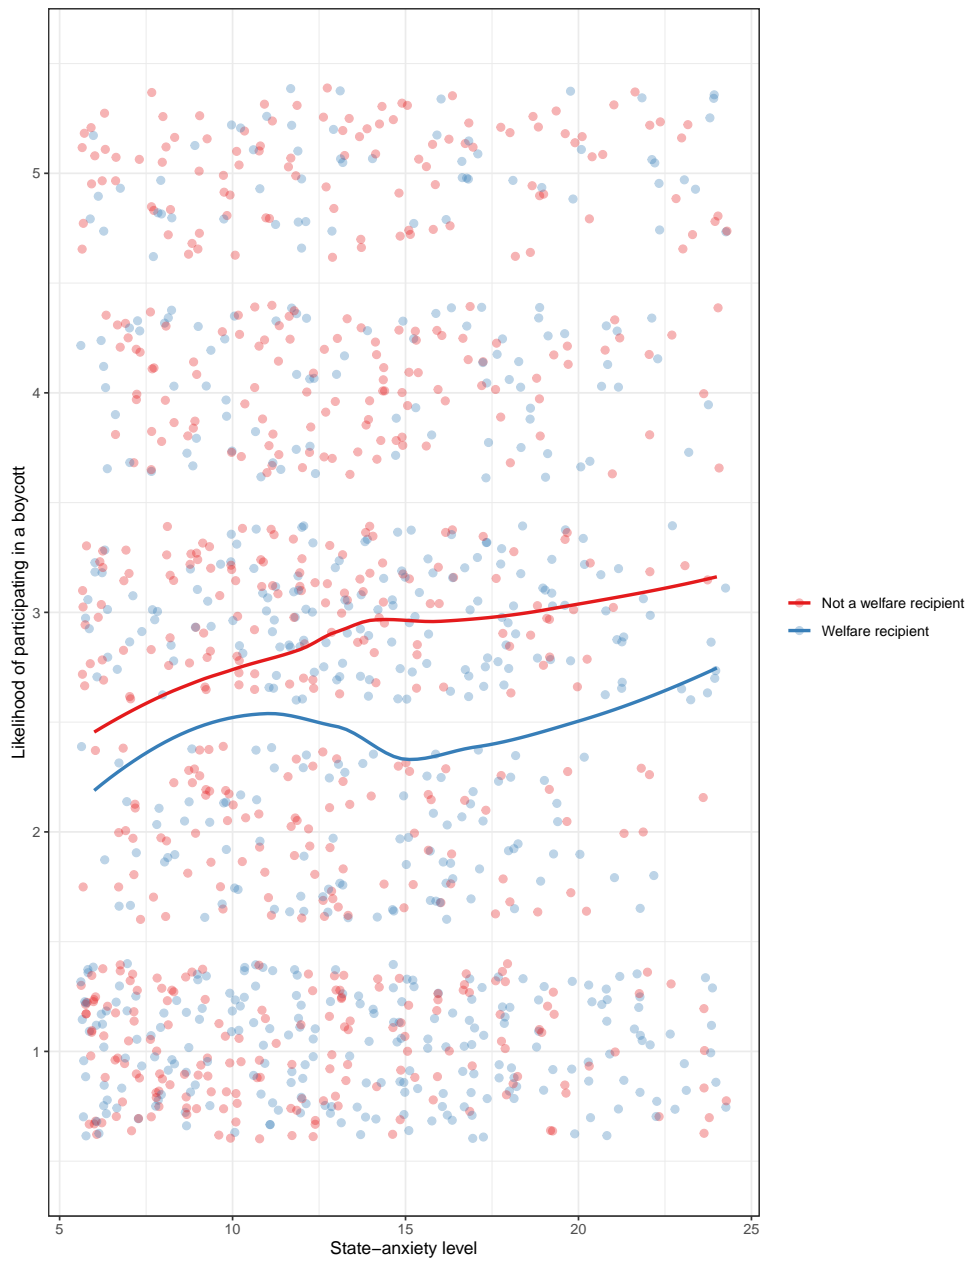 5
4
3
2
1
Likelihood of participating in a boycott
5
10
15
20
25
State−anxiety level
Not a welfare recipient
Welfare recipient